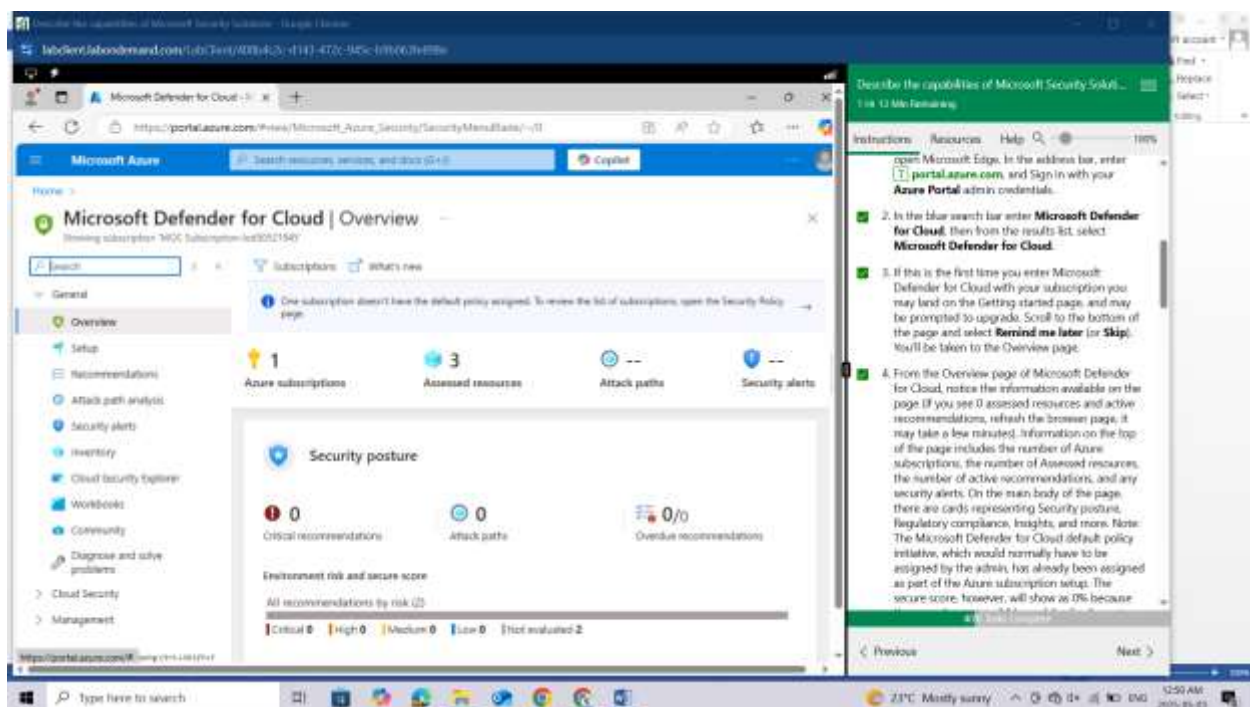 Describe the capabilities of Microsoft Security Solutions - Google Chrome
labclient.labondemand.com/LabClient/
Microsoft Defender for Cloud -
https://portal.azure.com/#view/Microsoft_Azure_Security/SecurityMenuBlade/~/0
Microsoft Azure
Search resources, services, and docs (G+/)
Copilot
Home >
Microsoft Defender for Cloud | Overview
Showing subscription
Search
Subscriptions
What's new
General
Overview
Setup
Recommendations
Attack path analysis
Security alerts
Inventory
Cloud Security Explorer
Workbooks
Community
Diagnose and solve
problems
Cloud Security
Management
One subscription doesn't have the default policy assigned. To review the list of subscriptions, open the Security Policy
page.
1
Azure subscriptions
3
Assessed resources
--
Attack paths
--
Security alerts
Security posture
0
Critical recommendations
0
Attack paths
0/0
Overdue recommendations
Environment risk and secure score
All recommendations by risk (2)
Critical 0
High 0
Medium 0
Low 0
Not evaluated 2
Describe the capabilities of Microsoft Security Soluti...
1 Hr 12 Min Remaining
Instructions
Resources
Help
100%
open Microsoft Edge. In the address bar, enter
portal.azure.com, and Sign in with your
Azure Portal admin credentials.
2. In the blue search bar enter Microsoft Defender
for Cloud, then from the results list, select
Microsoft Defender for Cloud.
3. If this is the first time you enter Microsoft
Defender for Cloud with your subscription you
may land on the Getting started page, and may
be prompted to upgrade. Scroll to the bottom of
the page and select Remind me later (or Skip).
You'll be taken to the Overview page.
4. From the Overview page of Microsoft Defender
for Cloud, notice the information available on the
page (if you see 0 assessed resources and active
recommendations, refresh the browser page, it
may take a few minutes). Information on the top
of the page includes the number of Azure
subscriptions, the number of Assessed resources,
the number of active recommendations, and any
security alerts. On the main body of the page,
there are cards representing Security posture,
Regulatory compliance, Insights, and more. Note:
The Microsoft Defender for Cloud default policy
initiative, which would normally have to be
assigned by the admin, has already been assigned
as part of the Azure subscription setup. The
secure score, however, will show as 0% because
< Previous
Next >
Find
Replace
Select
Editing
Type here to search
23°C Mostly sunny
ENG
12:50 AM